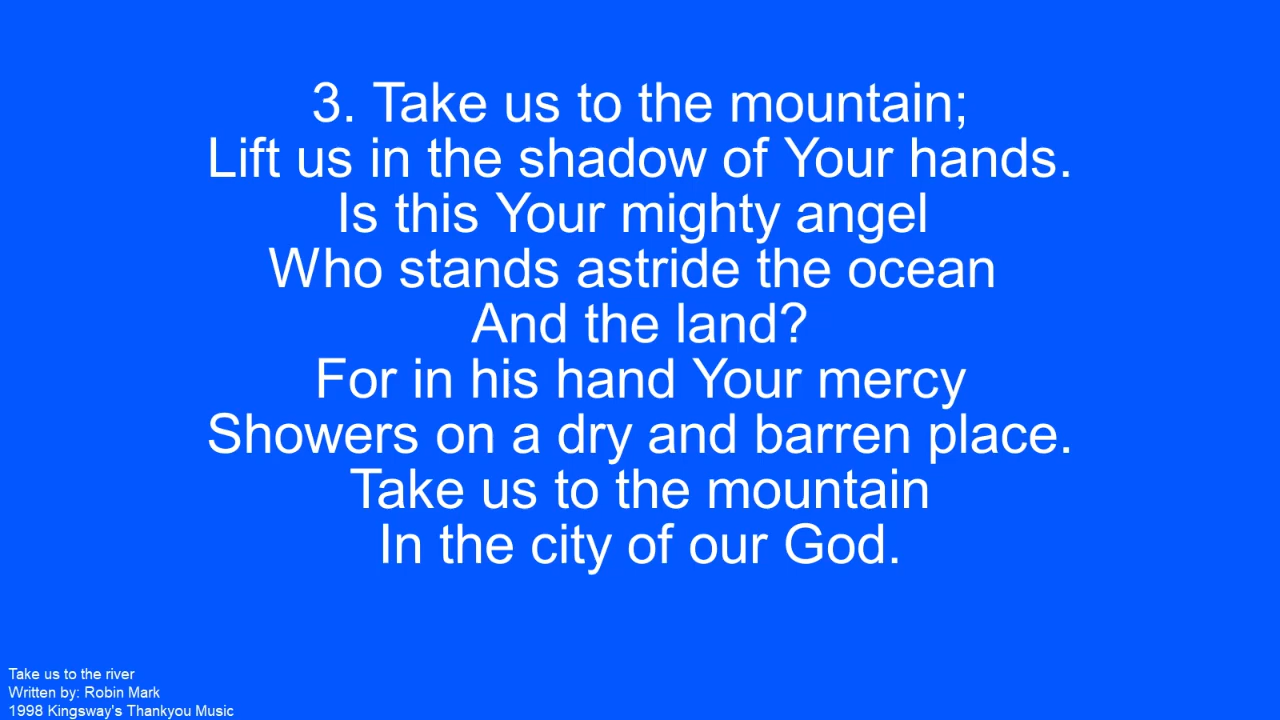 3. Take us to the mountain;
Lift us in the shadow of Your hands.
Is this Your mighty angel
Who stands astride the ocean
And the land?
For in his hand Your mercy
Showers on a dry and barren place.
Take us to the mountain
In the city of our God.
Take us to the river
Written by: Robin Mark
1998 Kingsway's Thankyou Music